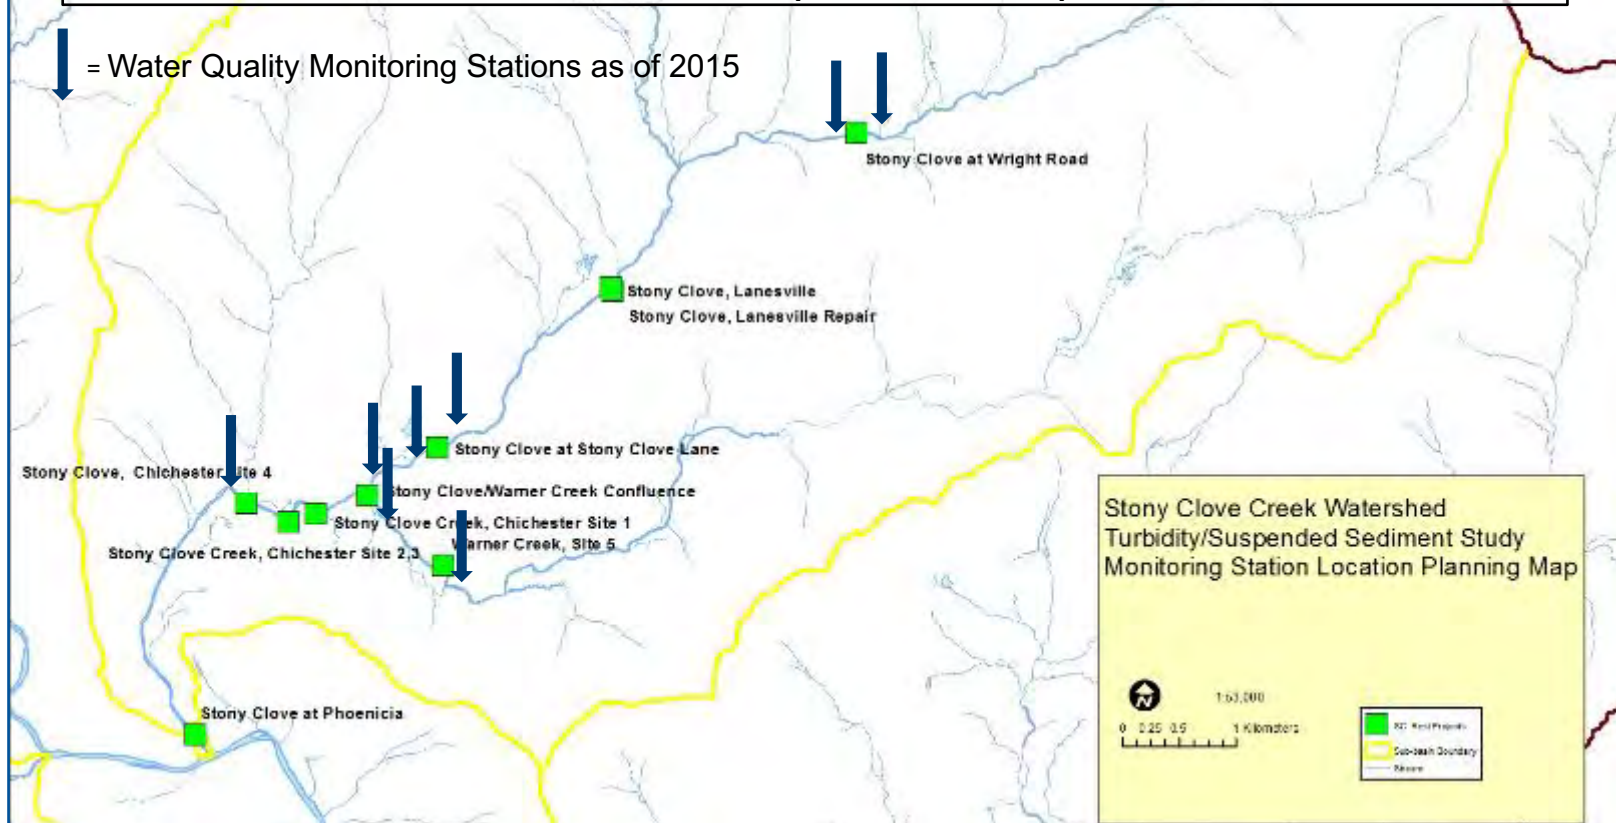 = Water Quality Monitoring Stations as of 2015
Stony Clove at Wright Road
Stony Clove, Lanesville
Stony Clove, Lanesville Repair
Stony Clove at Stony Clove Lane
Stony Clove, Chichester Site 4
Stony Clove/Warner Creek Confluence
Stony Clove Creek, Chichester Site 1
Warner Creek, Site 5
Stony Clove Creek, Chichester Site 2,3
Stony Clove at Phoenicia
Stony Clove Creek Watershed
Turbidity/Suspended Sediment Study
Monitoring Station Location Planning Map
N
1:63,000
0 0.25 0.5 1 Kilometers
Sub-basin Boundary